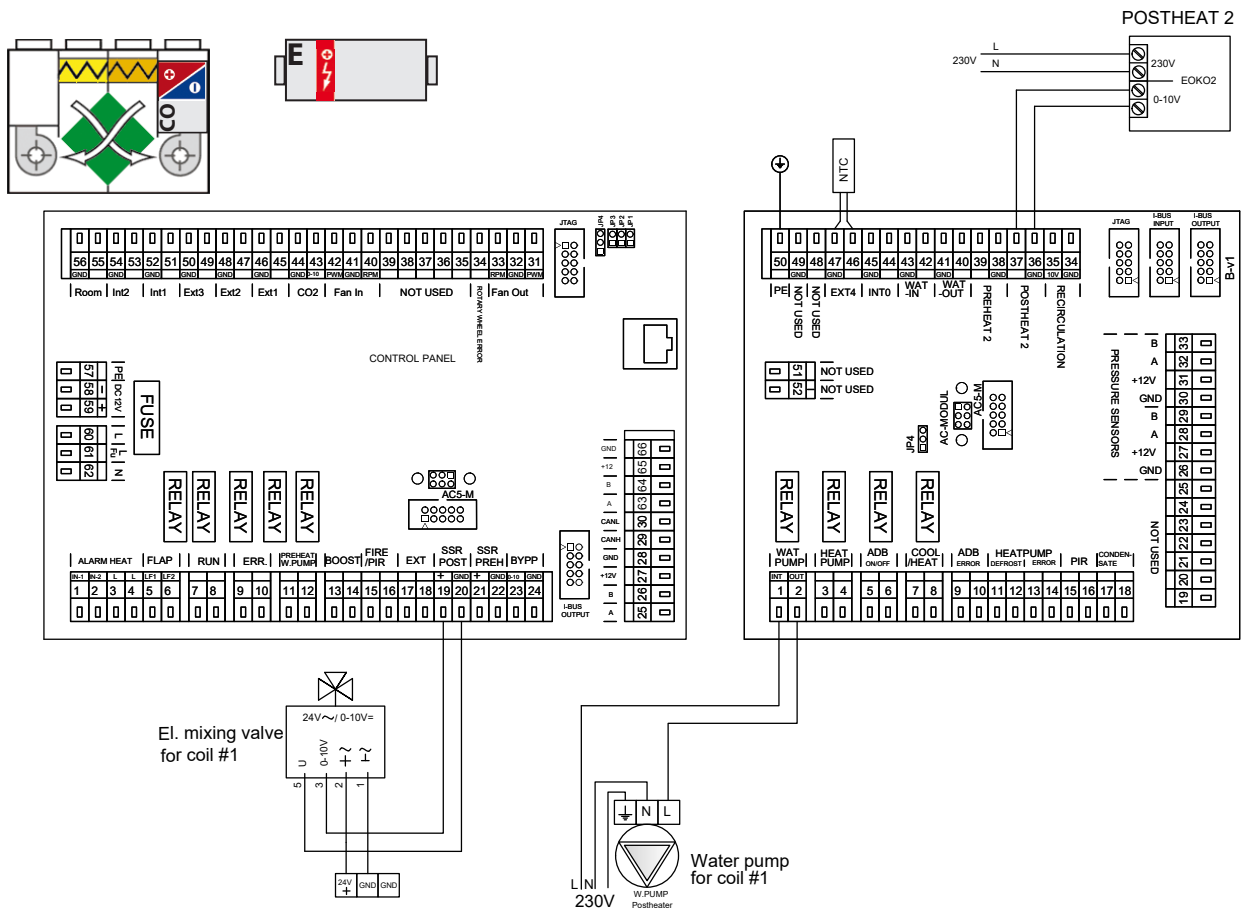 POSTHEAT 2
E
CO
230V
L
N
230V
EOKO2
0-10V
NTC
JTAG
JP4
JP3
JP2
JP1
56 55 54 53 52 51 50 49 48 47 46 45 44 43 42 41 40 39 38 37 36 35 34 33 32 31
GND GND GND GND GND GND GND 0-10 PWM GND RPM RPM GND PWM
Room Int2 Int1 Ext3 Ext2 Ext1 CO2 Fan In NOT USED ROTARY WHEEL ERROR Fan Out
CONTROL PANEL
57 58 59
PE DC 12V
- +
60 61 62
L L N
Fu
FUSE
RELAY RELAY RELAY RELAY RELAY
AC5-M
GND 66
+12 65
B 64
A 63
CANL 30
CANH 29
GND 28
+12V 27
B 26
A 25
I-BUS
OUTPUT
ALARM HEAT FLAP RUN ERR. PREHEAT W.PUMP BOOST FIRE /PIR EXT SSR POST SSR PREH BYPP
IN-1 IN-2 L L LF1 LF2 + GND + GND 0-10 GND
1 2 3 4 5 6 7 8 9 10 11 12 13 14 15 16 17 18 19 20 21 22 23 24
JTAG
I-BUS
INPUT
I-BUS
OUTPUT
B-v1
50 49 48 47 46 45 44 43 42 41 40 39 38 37 36 35 34
GND GND GND GND GND GND GND 10V GND
PE NOT USED NOT USED EXT4 INT0 WAT -IN WAT -OUT PREHEAT 2 POSTHEAT 2 RECIRCULATION
51 NOT USED
52 NOT USED
JP4
AC-MODUL
AC5-M
PRESSURE SENSORS
B 33
A 32
+12V 31
GND 30
B 29
A 28
+12V 27
GND 26
25
24
23
22
21
20
19
NOT USED
RELAY RELAY RELAY RELAY
WAT PUMP HEAT PUMP ADB ON/OFF COOL /HEAT ADB ERROR HEATPUMP DEFROST ERROR PIR CONDEN- SATE
INT OUT
1 2 3 4 5 6 7 8 9 10 11 12 13 14 15 16 17 18
El. mixing valve
for coil #1
24V~/ 0-10V=
U 0-10V
5 3 2 1
24V
+
GND GND
N L
L N
230V
W.PUMP
Postheater
Water pump
for coil #1